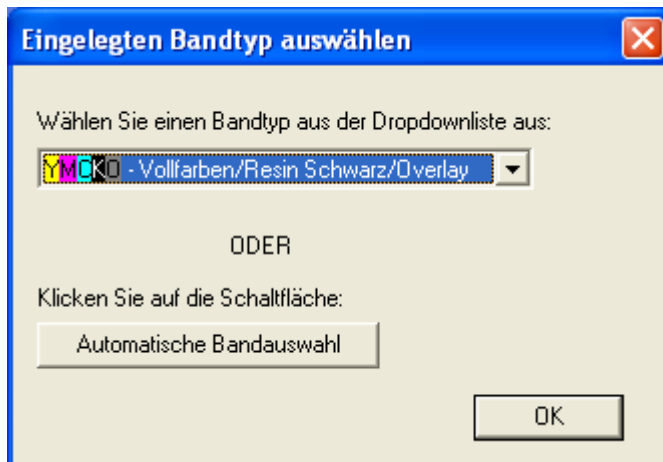 Eingelegten Bandtyp auswählen
Wählen Sie einen Bandtyp aus der Dropdownliste aus:
YMCKO - Vollfarben/Resin Schwarz/Overlay
ODER
Klicken Sie auf die Schaltfläche:
Automatische Bandauswahl
OK